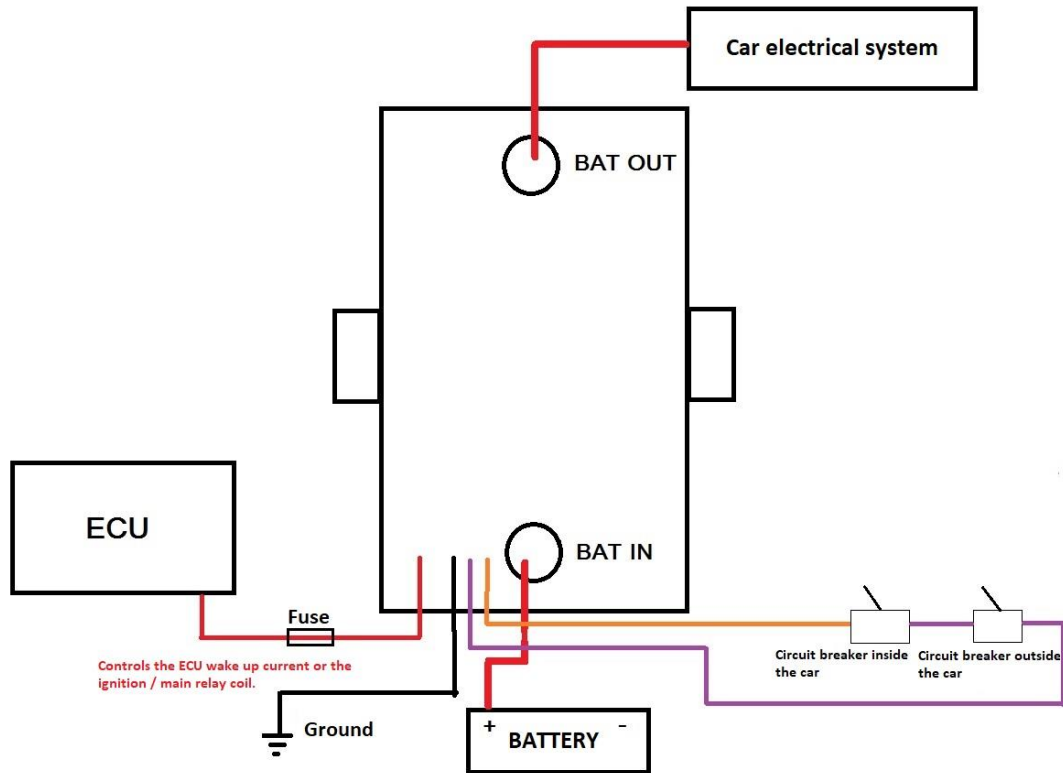 Car electrical system
BAT OUT
ECU
BAT IN
Fuse
Controls the ECU wake up current or the
ignition / main relay coil.
Circuit breaker inside
the car
Circuit breaker outside
the car
Ground
+ -
BATTERY